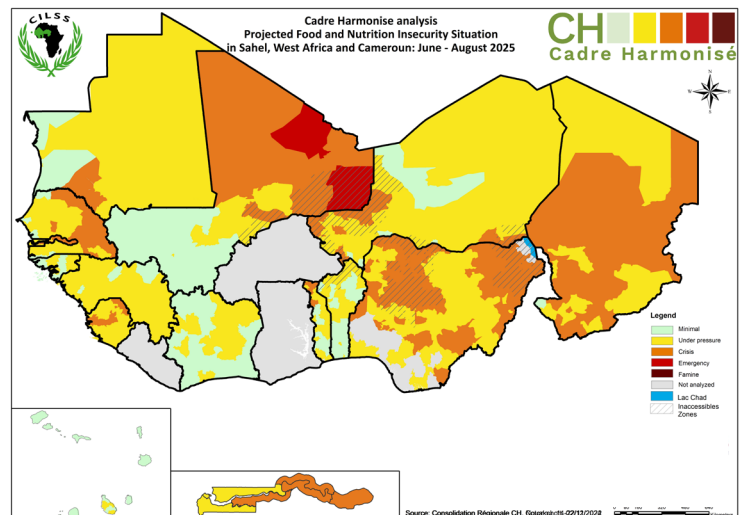 CILSS
Cadre Harmonise analysis
Projected Food and Nutrition Insecurity Situation
in Sahel, West Africa and Cameroun: June - August 2025
CH
Cadre Harmonisé
N
W
E
S
Legend
Minimal
Under pressure
Crisis
Emergency
Famine
Not analyzed
Lac Chad
Inaccessibles
Zones
Source: Consolidation Régionale CH,